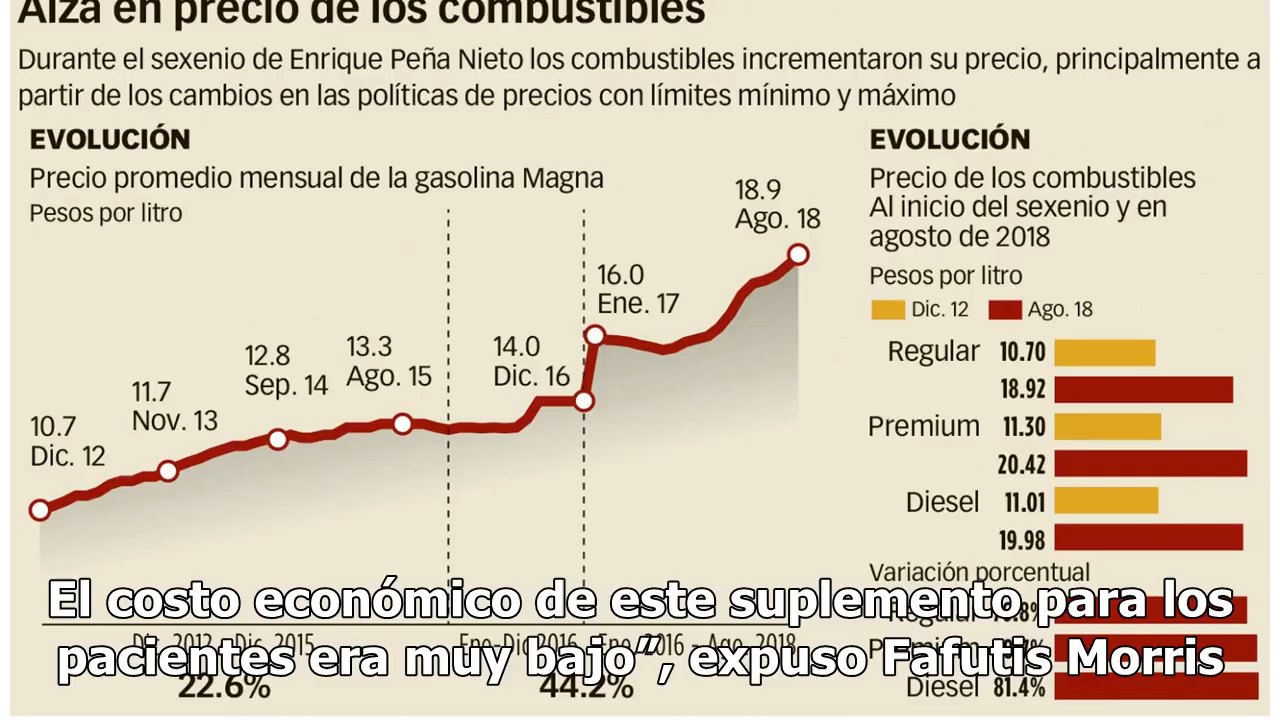 Alza en precio de los combustibles
Durante el sexenio de Enrique Peña Nieto los combustibles incrementaron su precio, principalmente a
partir de los cambios en las políticas de precios con límites mínimo y máximo
EVOLUCIÓN
Precio promedio mensual de la gasolina Magna
Pesos por litro
10.7
Dic. 12
11.7
Nov. 13
12.8
Sep. 14
13.3
Ago. 15
14.0
Dic. 16
16.0
Ene. 17
18.9
Ago. 18
22.6%
44.2%
EVOLUCIÓN
Precio de los combustibles
Al inicio del sexenio y en
agosto de 2018
Pesos por litro
Dic. 12 Ago. 18
Regular 10.70
18.92
Premium 11.30
20.42
Diesel 11.01
19.98
Variación porcentual
Regular
Premium
Diesel 81.4%
El costo económico de este suplemento para los
pacientes era muy bajo”, expuso Fafutis Morris